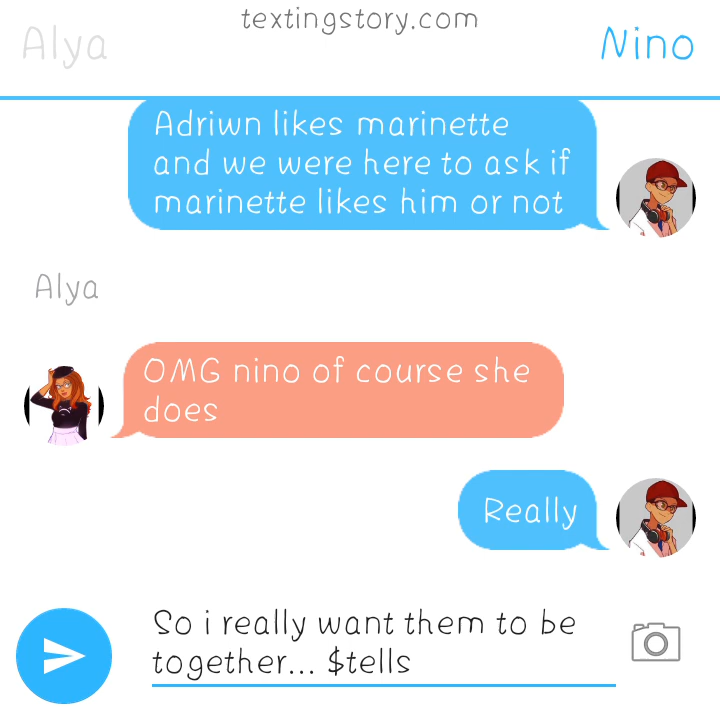 textingstory.com
Alya
Nino
Adriwn likes marinette
and we were here to ask if
marinette likes him or not
Alya
OMG nino of course she
does
Really
So i really want them to be
together... $tells